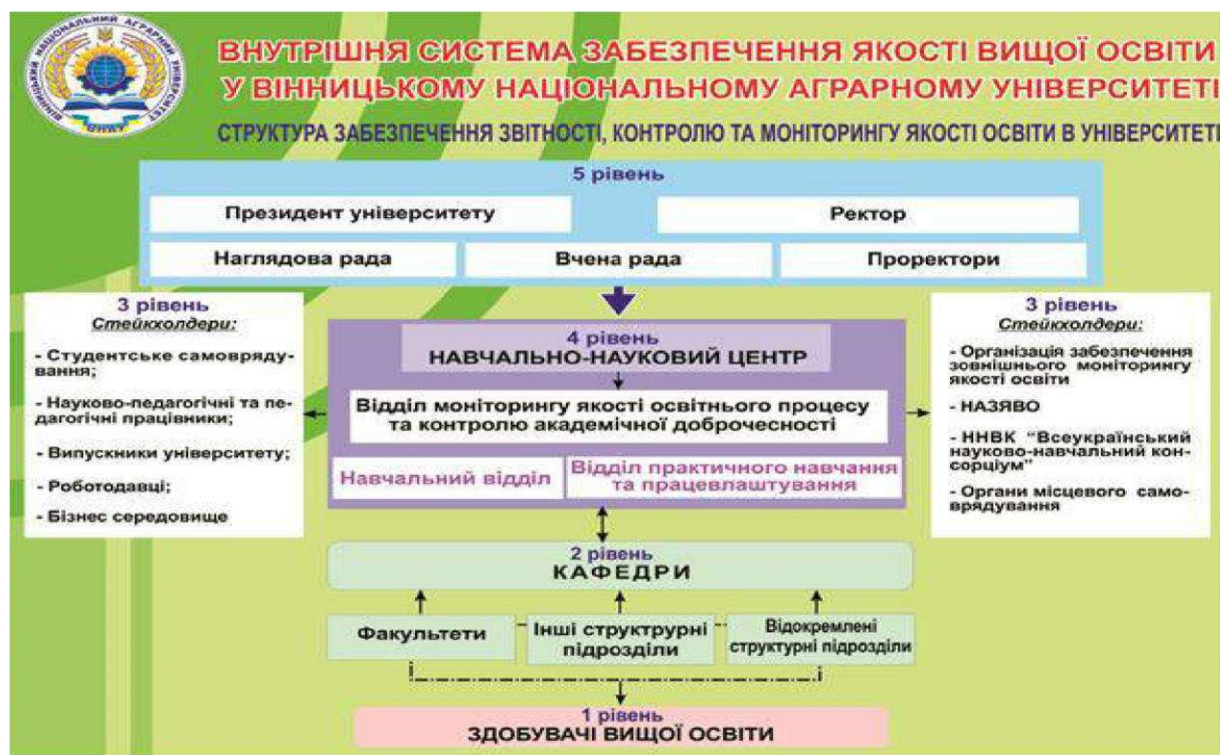 ВІННИЦЬКИЙ НАЦІОНАЛЬНИЙ АГРАРНИЙ УНІВЕРСИТЕТ
ВНАУ
ВНУТРІШНЯ СИСТЕМА ЗАБЕЗПЕЧЕННЯ ЯКОСТІ ВИЩОЇ ОСВІТИ
У ВІННИЦЬКОМУ НАЦІОНАЛЬНОМУ АГРАРНОМУ УНІВЕРСИТЕТІ
СТРУКТУРА ЗАБЕЗПЕЧЕННЯ ЗВІТНОСТІ, КОНТРОЛЮ ТА МОНІТОРИНГУ ЯКОСТІ ОСВІТИ В УНІВЕРСИТЕТІ
5 рівень
Президент університету
Ректор
Наглядова рада
Вчена рада
Проректори
3 рівень
Стейкхолдери:
- Студентське самовряду-
вання;
- Науково-педагогічні та пе-
дагогічні працівники;
- Випускники університету;
- Роботодавці;
- Бізнес середовище
4 рівень
НАВЧАЛЬНО-НАУКОВИЙ ЦЕНТР
Відділ моніторингу якості освітнього процесу
та контролю академічної доброчесності
Навчальний відділ
Відділ практичного навчання
та працевлаштування
3 рівень
Стейкхолдери:
- Організація забезпечення
зовнішнього моніторингу
якості освіти
- НАЗЯВО
- ННВК "Всеукраїнський
науково-навчальний кон-
сорціум"
- Органи місцевого само-
врядування
2 рівень
КАФЕДРИ
Факультети
Інші структрурні
підрозділи
Відокремлені
структурні підрозділи
1 рівень
ЗДОБУВАЧІ ВИЩОЇ ОСВІТИ